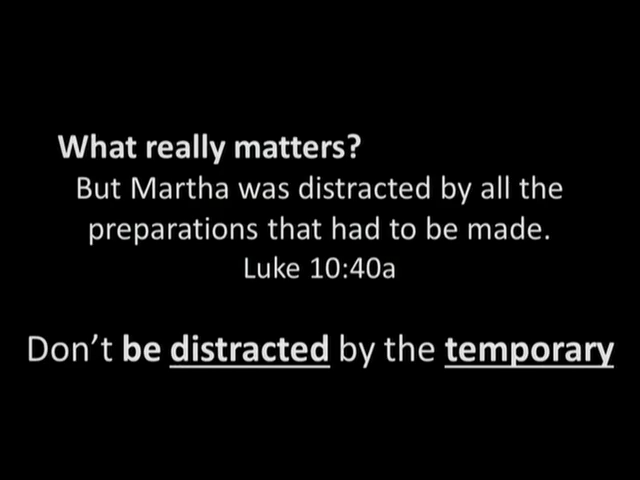 What really matters?
But Martha was distracted by all the
preparations that had to be made.
Luke 10:40a
Don’t be distracted by the temporary